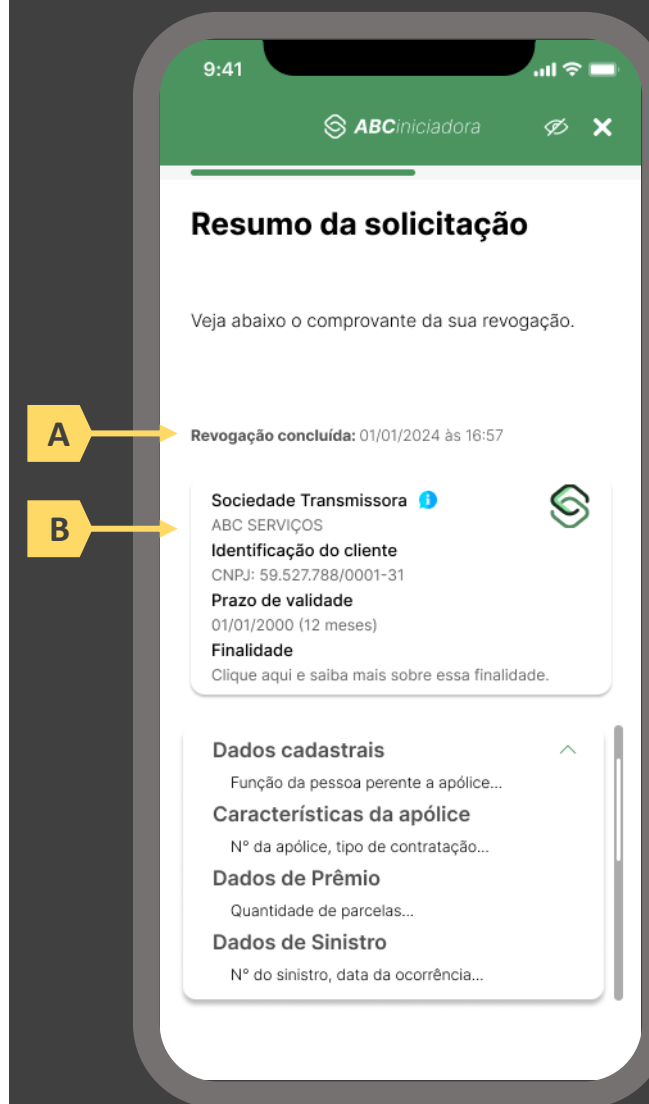 9:41
ABCiniciadora
Resumo da solicitação
Veja abaixo o comprovante da sua revogação.
A
Revogação concluída: 01/01/2024 às 16:57
B
Sociedade Transmissora i
ABC SERVIÇOS
Identificação do cliente
CNPJ: 59.527.788/0001-31
Prazo de validade
01/01/2000 (12 meses)
Finalidade
Clique aqui e saiba mais sobre essa finalidade.
Dados cadastrais
Função da pessoa perente a apólice...
Características da apólice
N° da apólice, tipo de contratação...
Dados de Prêmio
Quantidade de parcelas...
Dados de Sinistro
N° do sinistro, data da ocorrência...